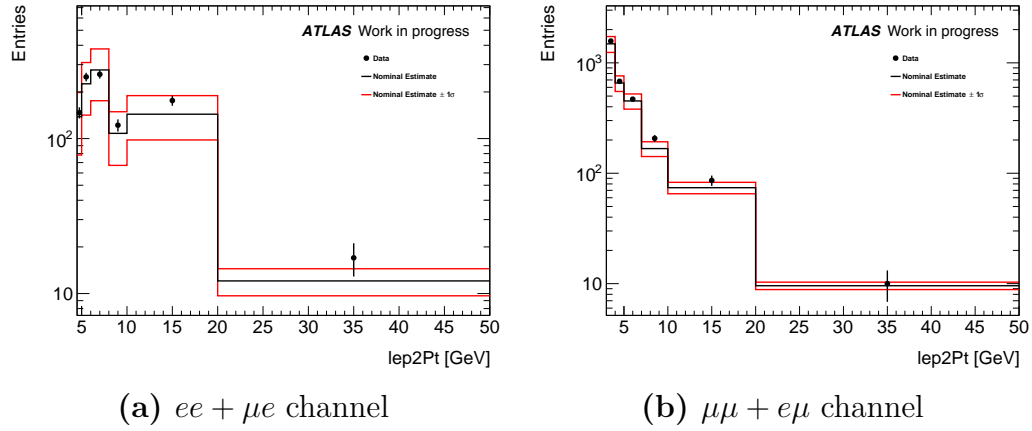 Entries
ATLAS Work in progress
Data
Nominal Estimate
Nominal Estimate ± 1σ
10²
10
5 10 15 20 25 30 35 40 45 50
lep2Pt [GeV]
(a) ee + μe channel
Entries
ATLAS Work in progress
Data
Nominal Estimate
Nominal Estimate ± 1σ
10³
10²
10
5 10 15 20 25 30 35 40 45 50
lep2Pt [GeV]
(b) μμ + eμ channel